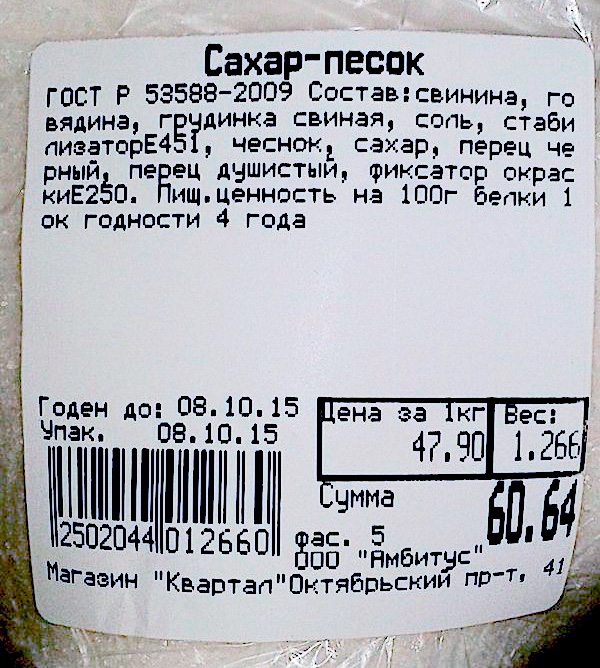 Сахар-песок
ГОСТ Р 53588-2009 Состав:свинина, го
вядина, грудинка свиная, соль, стаби
лизаторЕ451, чеснок, сахар, перец че
рный, перец душистый, фиксатор окрас
киЕ250. Пищ.ценность на 100г белки 1
ок годности 4 года
Годен до: 08.10.15
Упак. 08.10.15
Цена за 1кг Вес:
47.90 1.266
Сумма 60.64
2502044 012660
фас. 5
ООО "Амбитус"
Магазин "Квартал"Октябрьский пр-т, 41